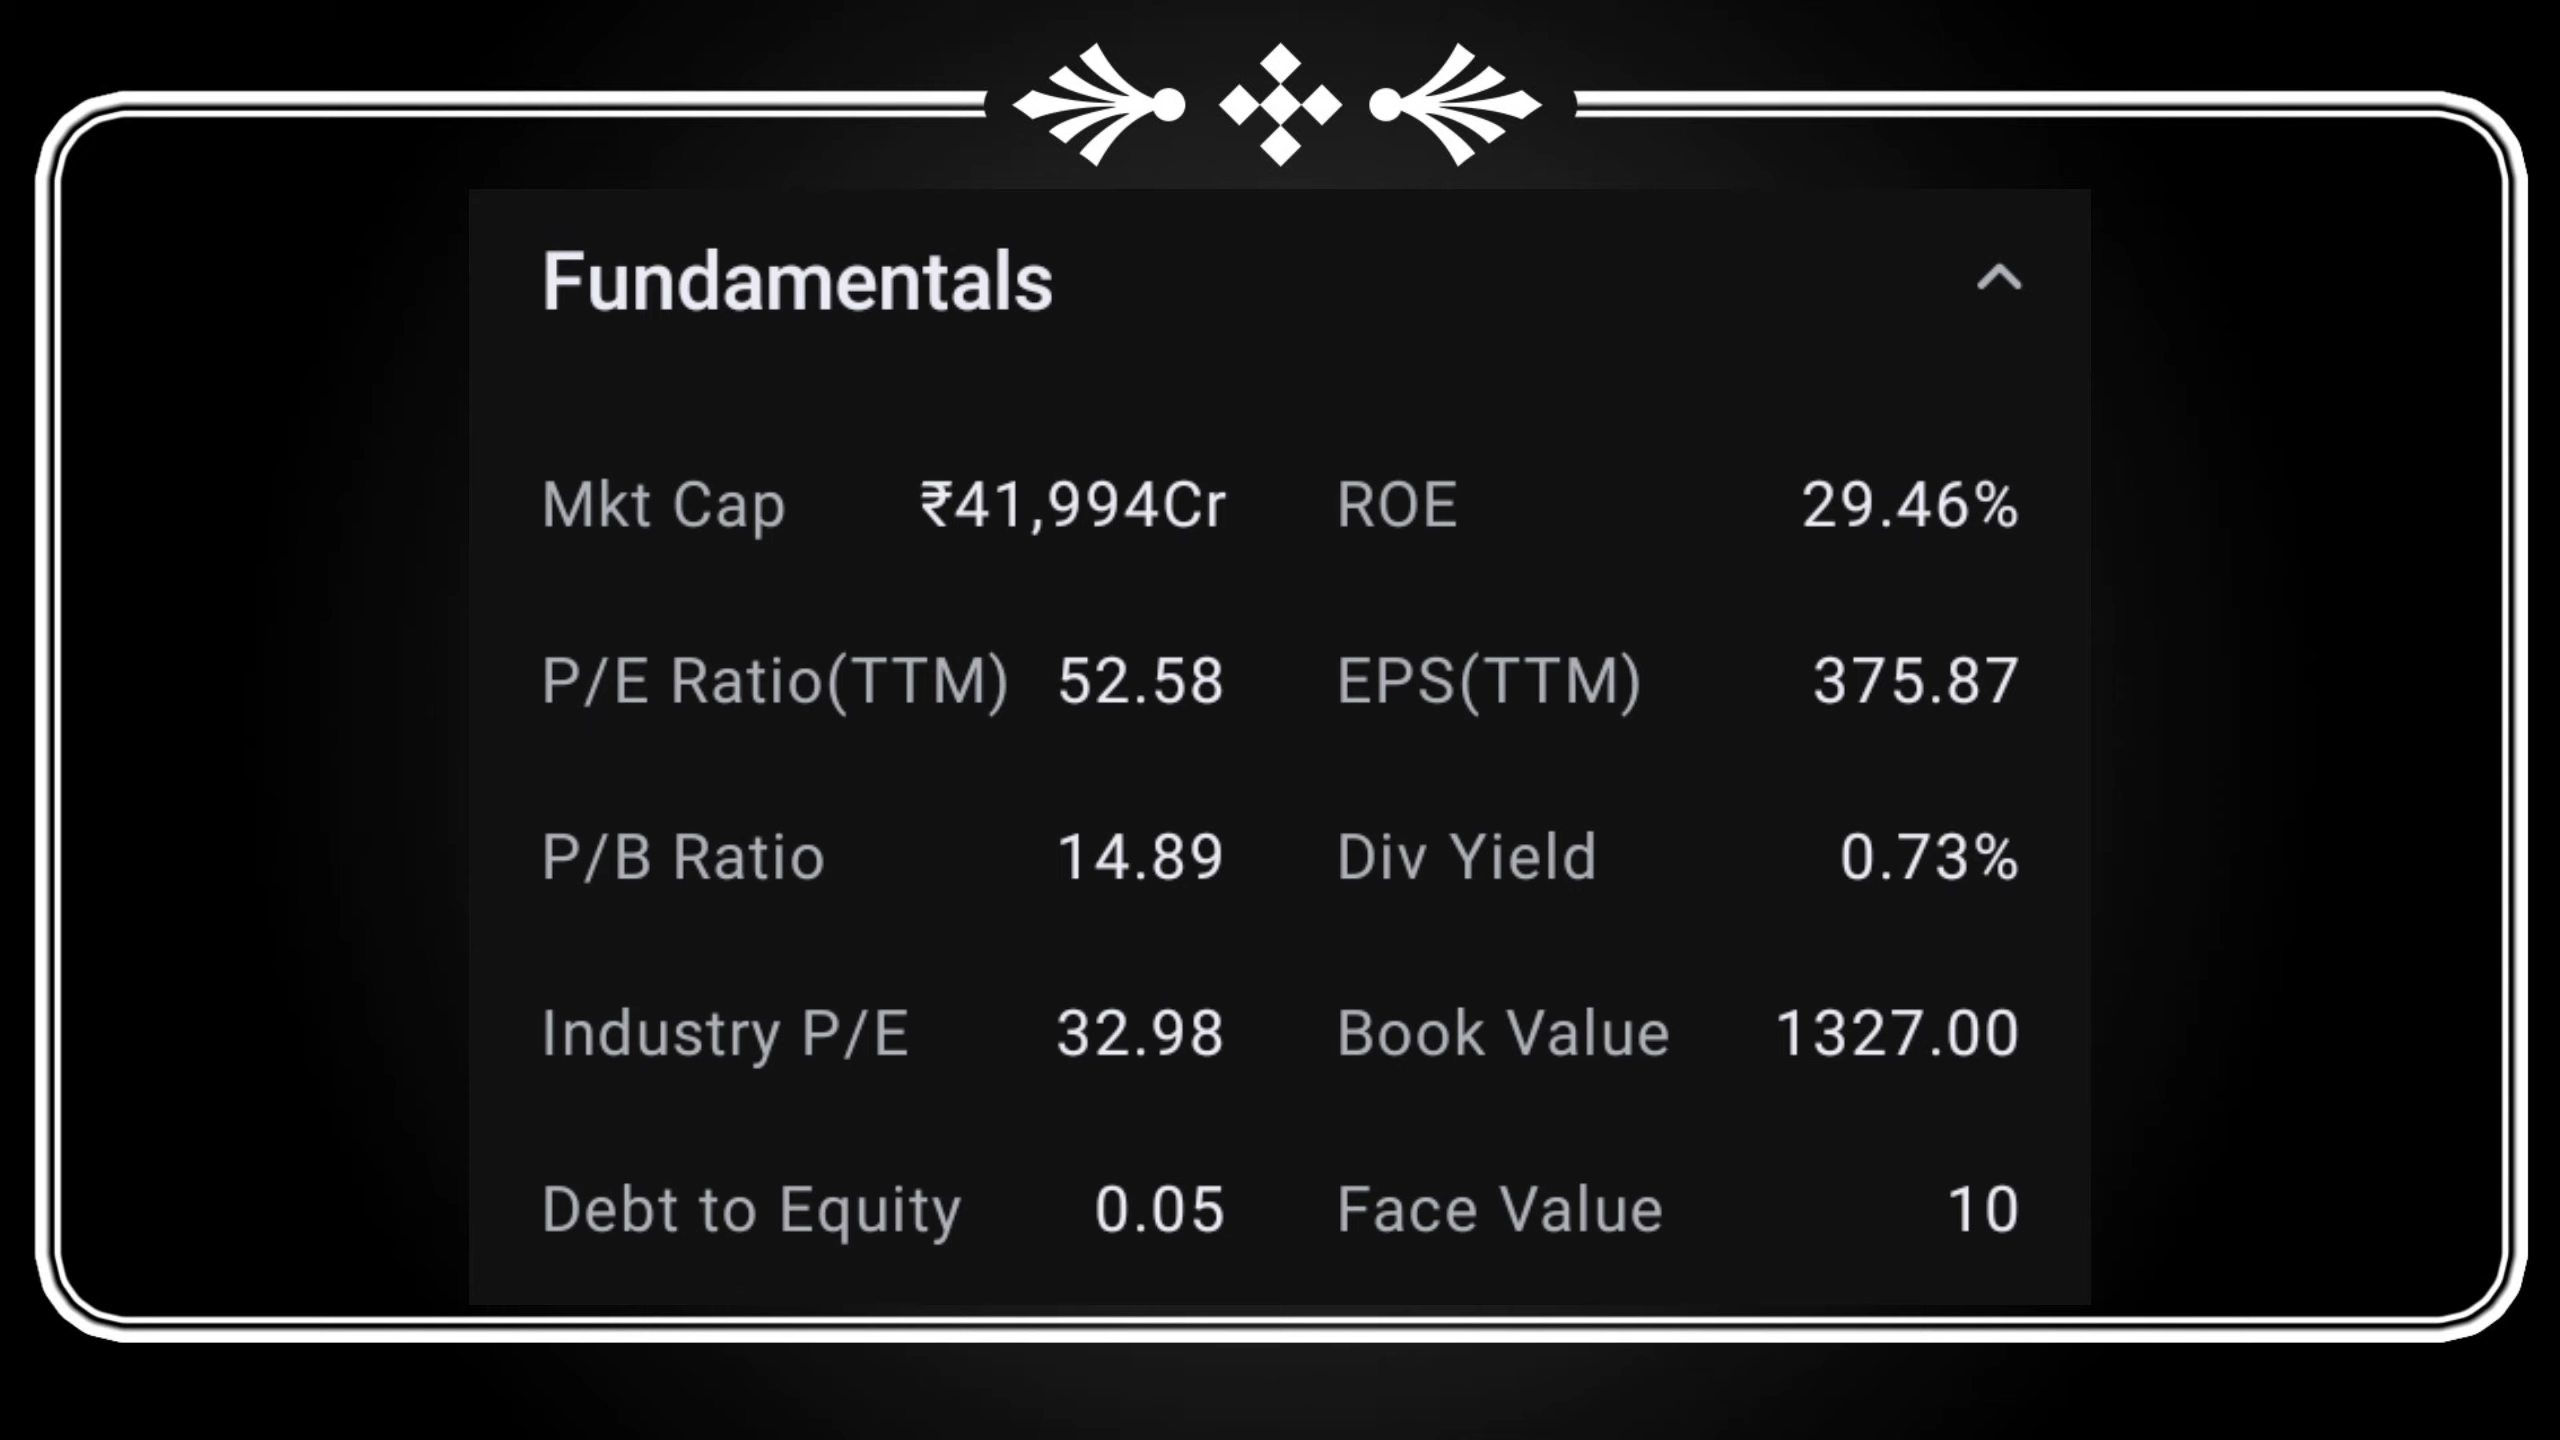 Fundamentals
Mkt Cap ₹41,994Cr ROE 29.46%
P/E Ratio(TTM) 52.58 EPS(TTM) 375.87
P/B Ratio 14.89 Div Yield 0.73%
Industry P/E 32.98 Book Value 1327.00
Debt to Equity 0.05 Face Value 10